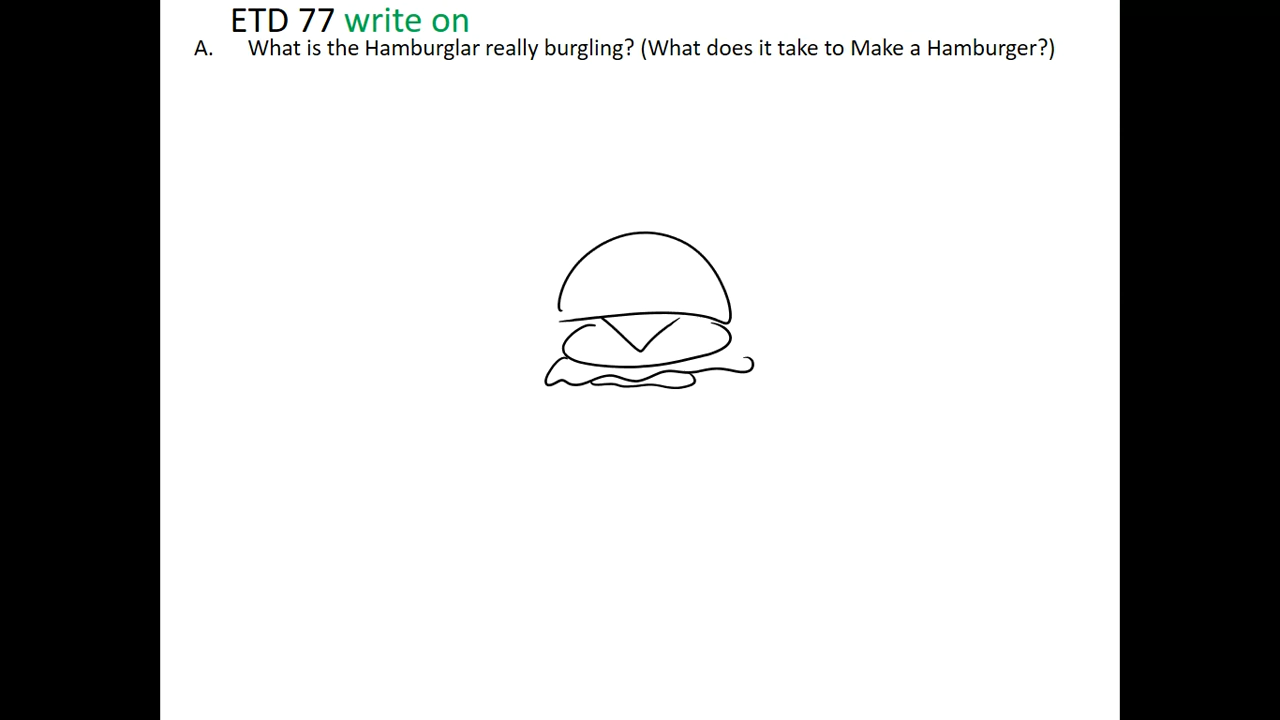 ETD 77 write on
A. What is the Hamburglar really burgling? (What does it take to Make a Hamburger?)